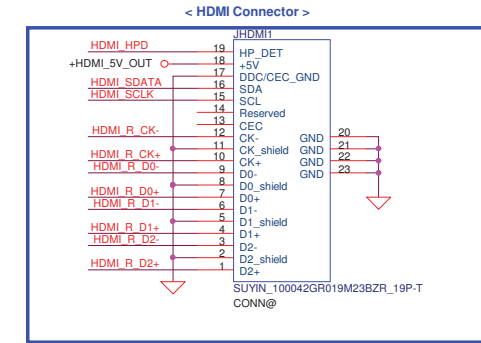 < HDMI Connector >
JHDMI1
HDMI_HPD 19 HP_DET
+HDMI_5V_OUT 18 +5V
17 DDC/CEC_GND
HDMI_SDATA 16 SDA
HDMI_SCLK 15 SCL
14 Reserved
13 CEC
HDMI_R_CK- 12 CK- GND 20
11 CK_shield GND 21
HDMI_R_CK+ 10 CK+ GND 22
HDMI_R_D0- 9 D0- GND 23
8 D0_shield
HDMI_R_D0+ 7 D0+
HDMI_R_D1- 6 D1-
5 D1_shield
HDMI_R_D1+ 4 D1+
HDMI_R_D2- 3 D2-
2 D2_shield
HDMI_R_D2+ 1 D2+
SUYIN_100042GR019M23BZR_19P-T
CONN@